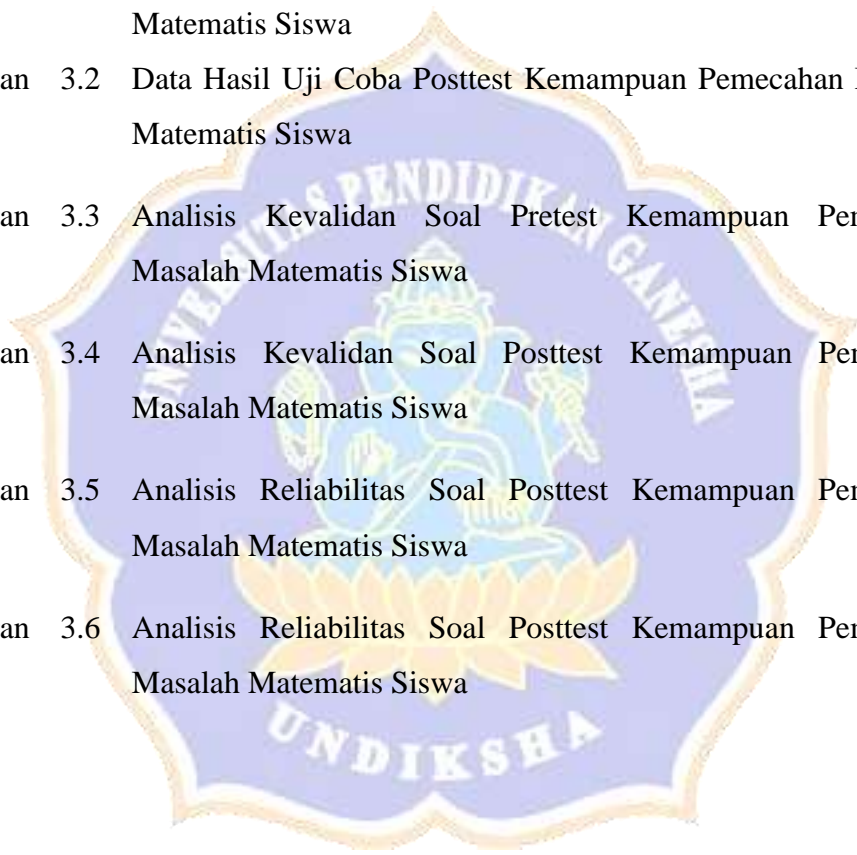 Matematis Siswa
an 3.2 Data Hasil Uji Coba Posttest Kemampuan Pemecahan
Matematis Siswa
an 3.3 Analisis Kevalidan Soal Pretest Kemampuan Pe
Masalah Matematis Siswa
an 3.4 Analisis Kevalidan Soal Posttest Kemampuan Pe
Masalah Matematis Siswa
an 3.5 Analisis Reliabilitas Soal Posttest Kemampuan Pe
Masalah Matematis Siswa
an 3.6 Analisis Reliabilitas Soal Posttest Kemampuan Pe
Masalah Matematis Siswa
NIVERSITAS PENDIDIKAN GANESHA
UNDIKSHA